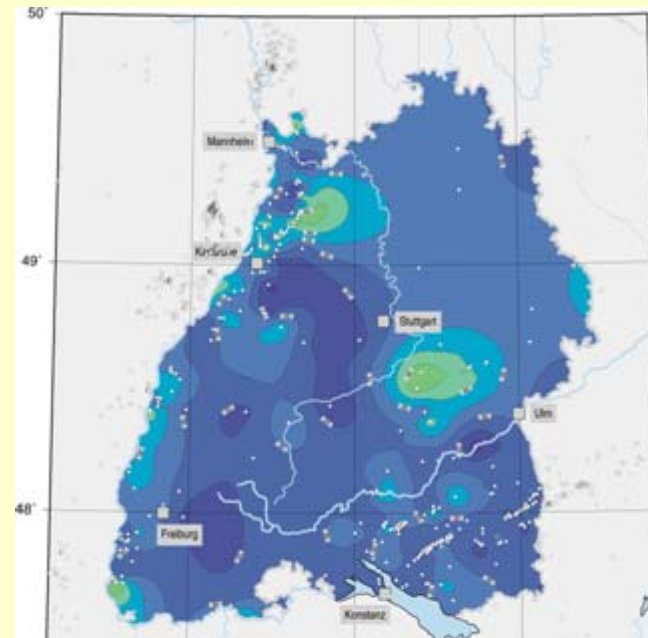 50°
Mannheim
49°
Karlsruhe
Stuttgart
Ulm
48°
Freiburg
Konstanz